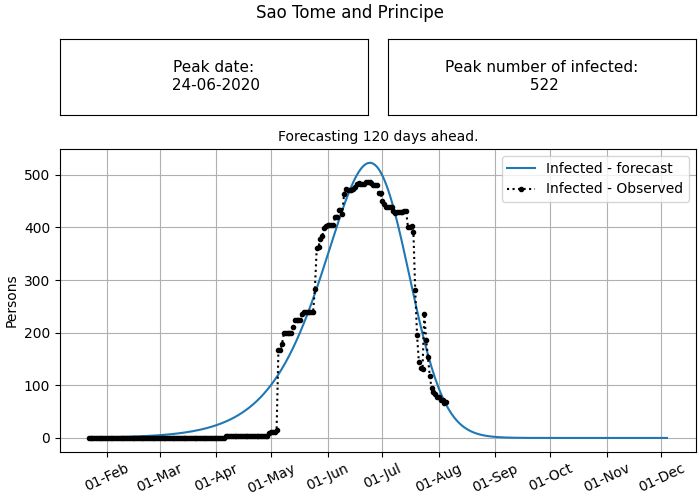 Sao Tome and Principe
Peak date:
24-06-2020
Peak number of infected:
522
Forecasting 120 days ahead.
Infected - forecast
Infected - Observed
Persons
500
400
300
200
100
0
01-Feb
01-Mar
01-Apr
01-May
01-Jun
01-Jul
01-Aug
01-Sep
01-Oct
01-Nov
01-Dec